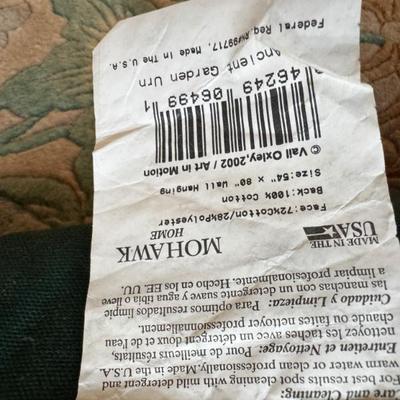 Care and Cleaning:
For best results spot cleaning with mild detergent and
warm water or clean professionally. Made in the U.S.A.
Entretien et Nettoyage: Pour de meilleurs résultats,
nettoyez les taches avec un détergent doux et de l'eau
chaude ou faites nettoyer professionnellement.
Cuidado y Limpieza: Para optimos resultados limpie
las manchas con detergente suave y agua tibia o lleve
a limpiar profesionalmente. Hecho en los EE. UU.
MADE IN THE
USA
MOHAWK
HOME
Face:72%Cotton/28%Polyester
Back:100% Cotton
Size:54" X 80" Wall Hanging
© Vail Oxley,2002 / Art in Motion
46249 06499 1
Ancient Garden Urn
Federal Reg. RN#99717, Made In The U.S.A.